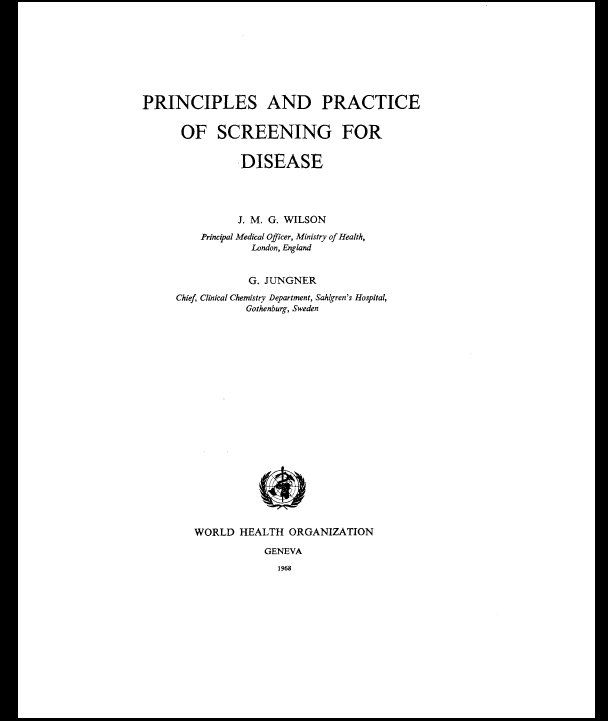 PRINCIPLES AND PRACTICE
OF SCREENING FOR
DISEASE
J. M. G. WILSON
Principal Medical Officer, Ministry of Health,
London, England
G. JUNGNER
Chief, Clinical Chemistry Department, Sahlgren's Hospital,
Gothenburg, Sweden
WORLD HEALTH ORGANIZATION
GENEVA
1968